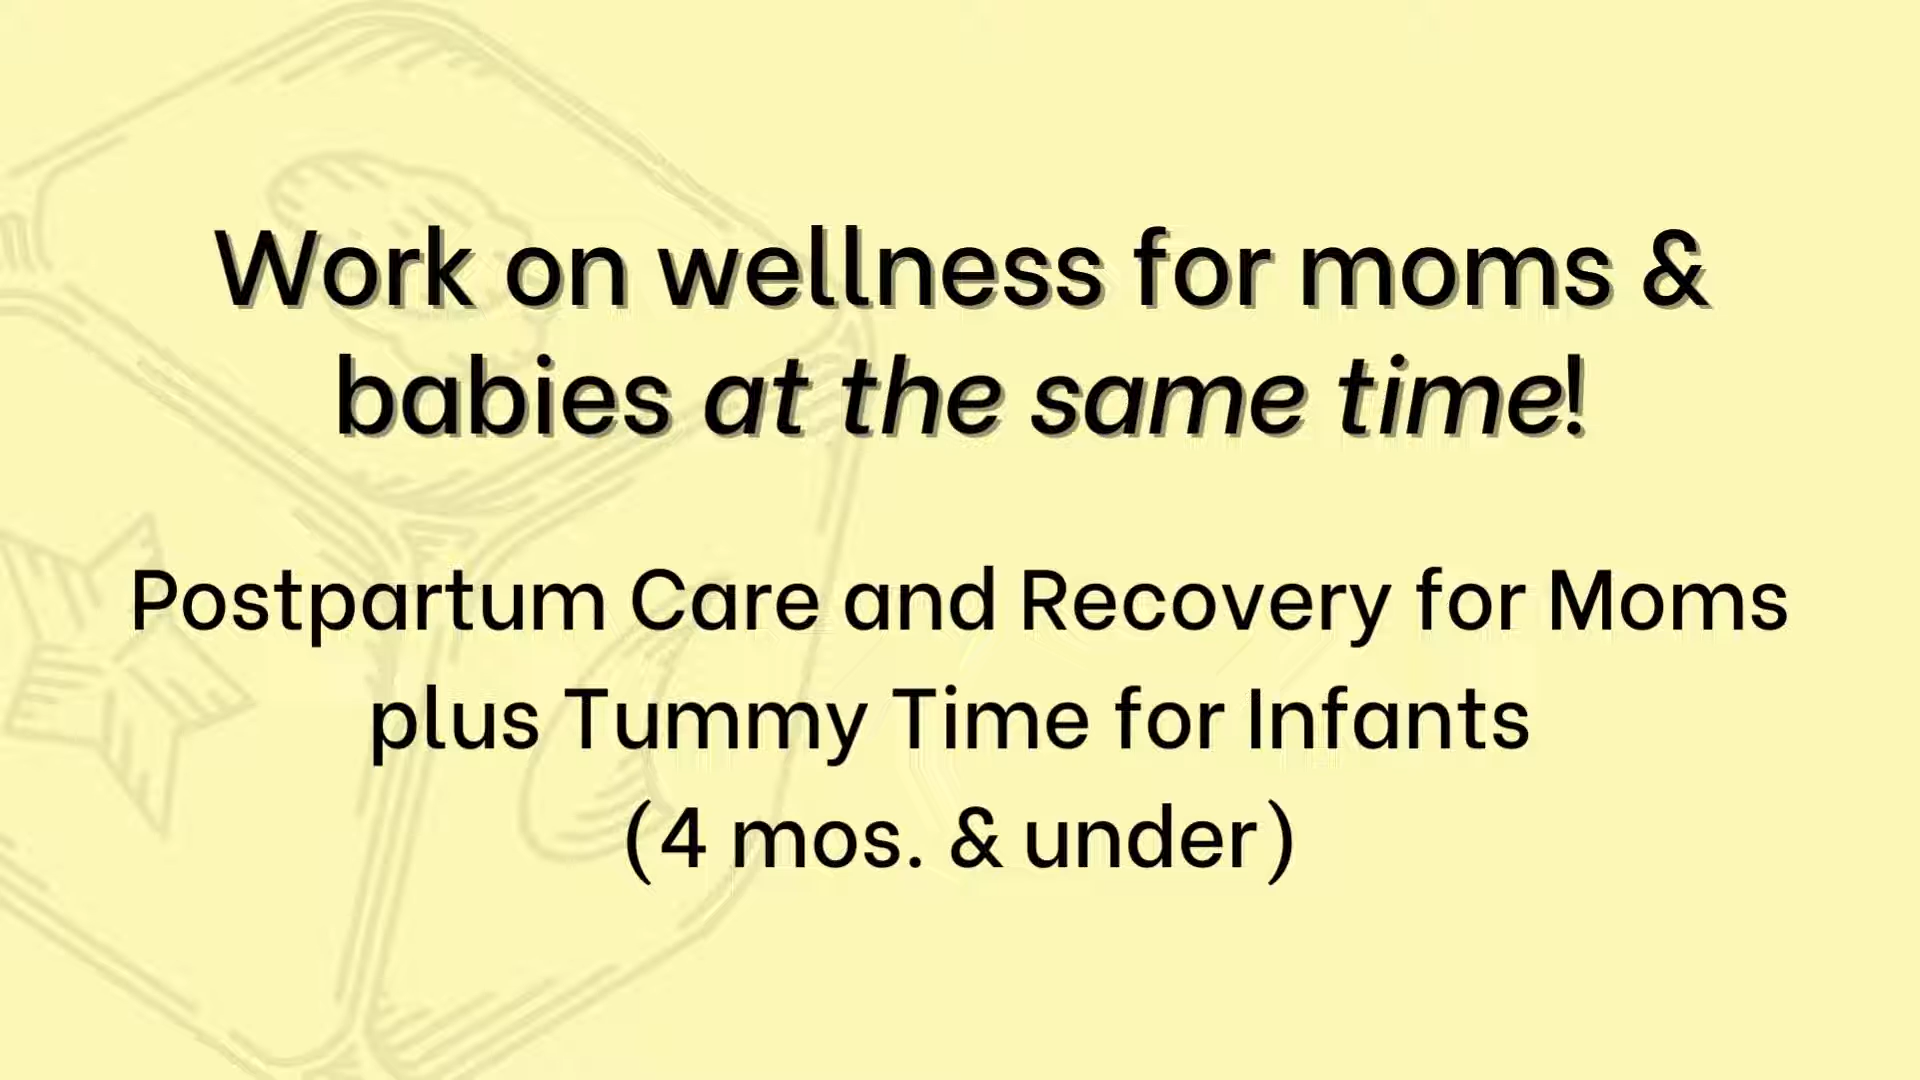 Work on wellness for moms &
babies at the same time!
Postpartum Care and Recovery for Moms
plus Tummy Time for Infants
(4 mos. & under)